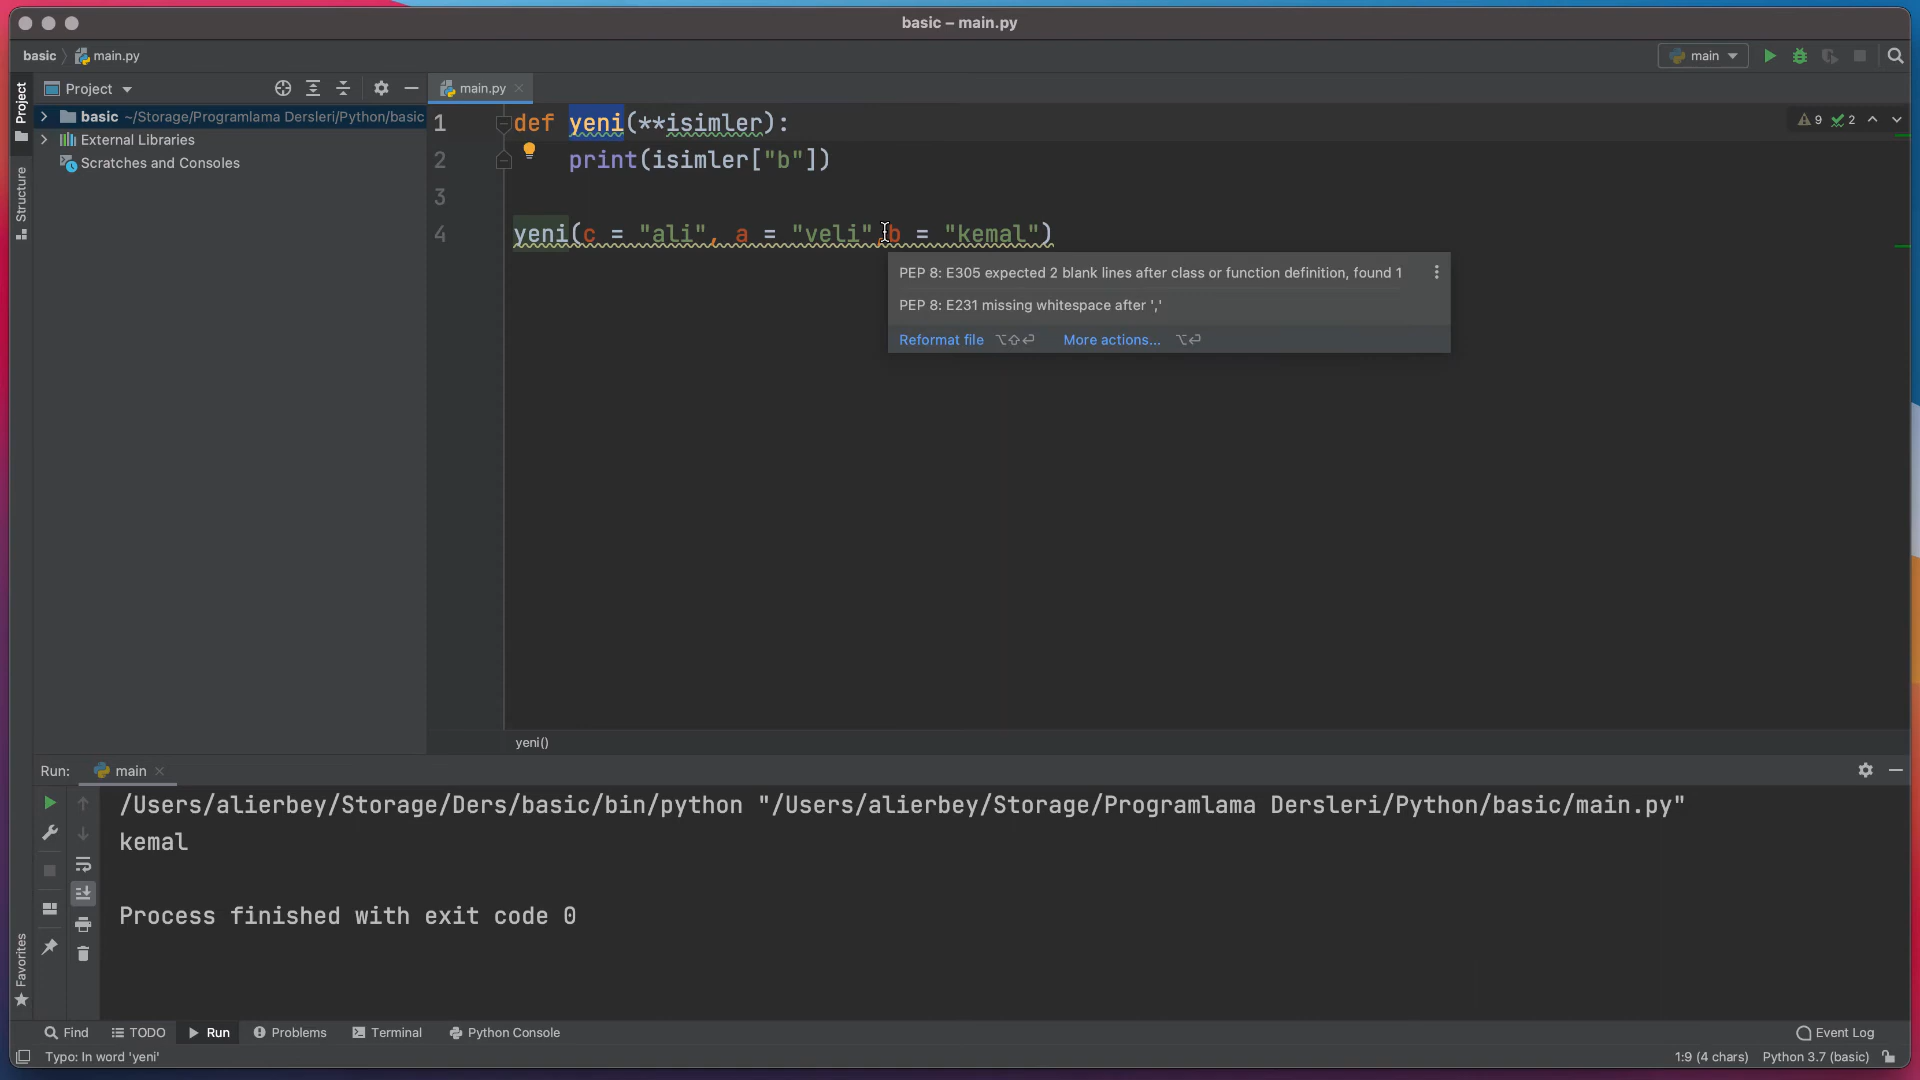 basic – main.py
basic main.py
main
Project
main.py
Project
Structure
Favorites
basic ~/Storage/Programlama Dersleri/Python/basic
External Libraries
Scratches and Consoles
1 def yeni(**isimler):
2 print(isimler["b"])
3
4 yeni(c = "ali", a = "veli",b = "kemal")
9 2
PEP 8: E305 expected 2 blank lines after class or function definition, found 1
PEP 8: E231 missing whitespace after ','
Reformat file ⌥⇧⏎ More actions... ⌥⏎
yeni()
Run: main
/Users/alierbey/Storage/Ders/basic/bin/python "/Users/alierbey/Storage/Programlama Dersleri/Python/basic/main.py"
kemal
Process finished with exit code 0
Find TODO Run Problems Terminal Python Console Event Log
Typo: In word 'yeni' 1:9 (4 chars) Python 3.7 (basic)